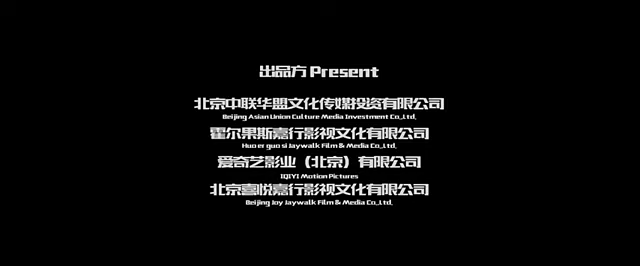 出品方 Present
北京中联华盟文化传媒投资有限公司
Beijing Asian Union Culture Media Investment Co.,Ltd.
霍尔果斯嘉行影视文化有限公司
Huo er guo si Jaywalk Film & Media Co.,Ltd.
爱奇艺影业（北京）有限公司
IQIYI Motion Pictures
北京喜悦嘉行影视文化有限公司
Beijing Joy Jaywalk Film & Media Co.,Ltd.